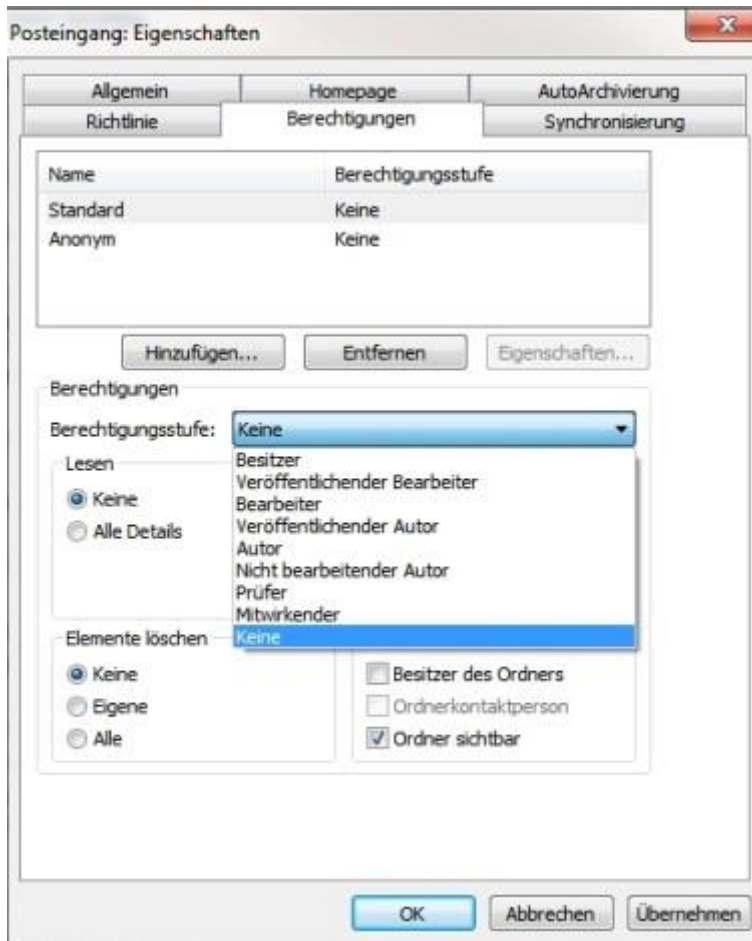 Posteingang: Eigenschaften
Allgemein Homepage AutoArchivierung
Richtlinie Berechtigungen Synchronisierung
Name Berechtigungsstufe
Standard Keine
Anonym Keine
Hinzufügen... Entfernen Eigenschaften...
Berechtigungen
Berechtigungsstufe: Keine
Besitzer
Veröffentlichender Bearbeiter
Bearbeiter
Veröffentlichender Autor
Autor
Nicht bearbeitender Autor
Prüfer
Mitwirkender
Keine
Lesen
Keine
Alle Details
Elemente löschen
Keine
Eigene
Alle
Besitzer des Ordners
Ordnerkontaktperson
Ordner sichtbar
OK Abbrechen Übernehmen